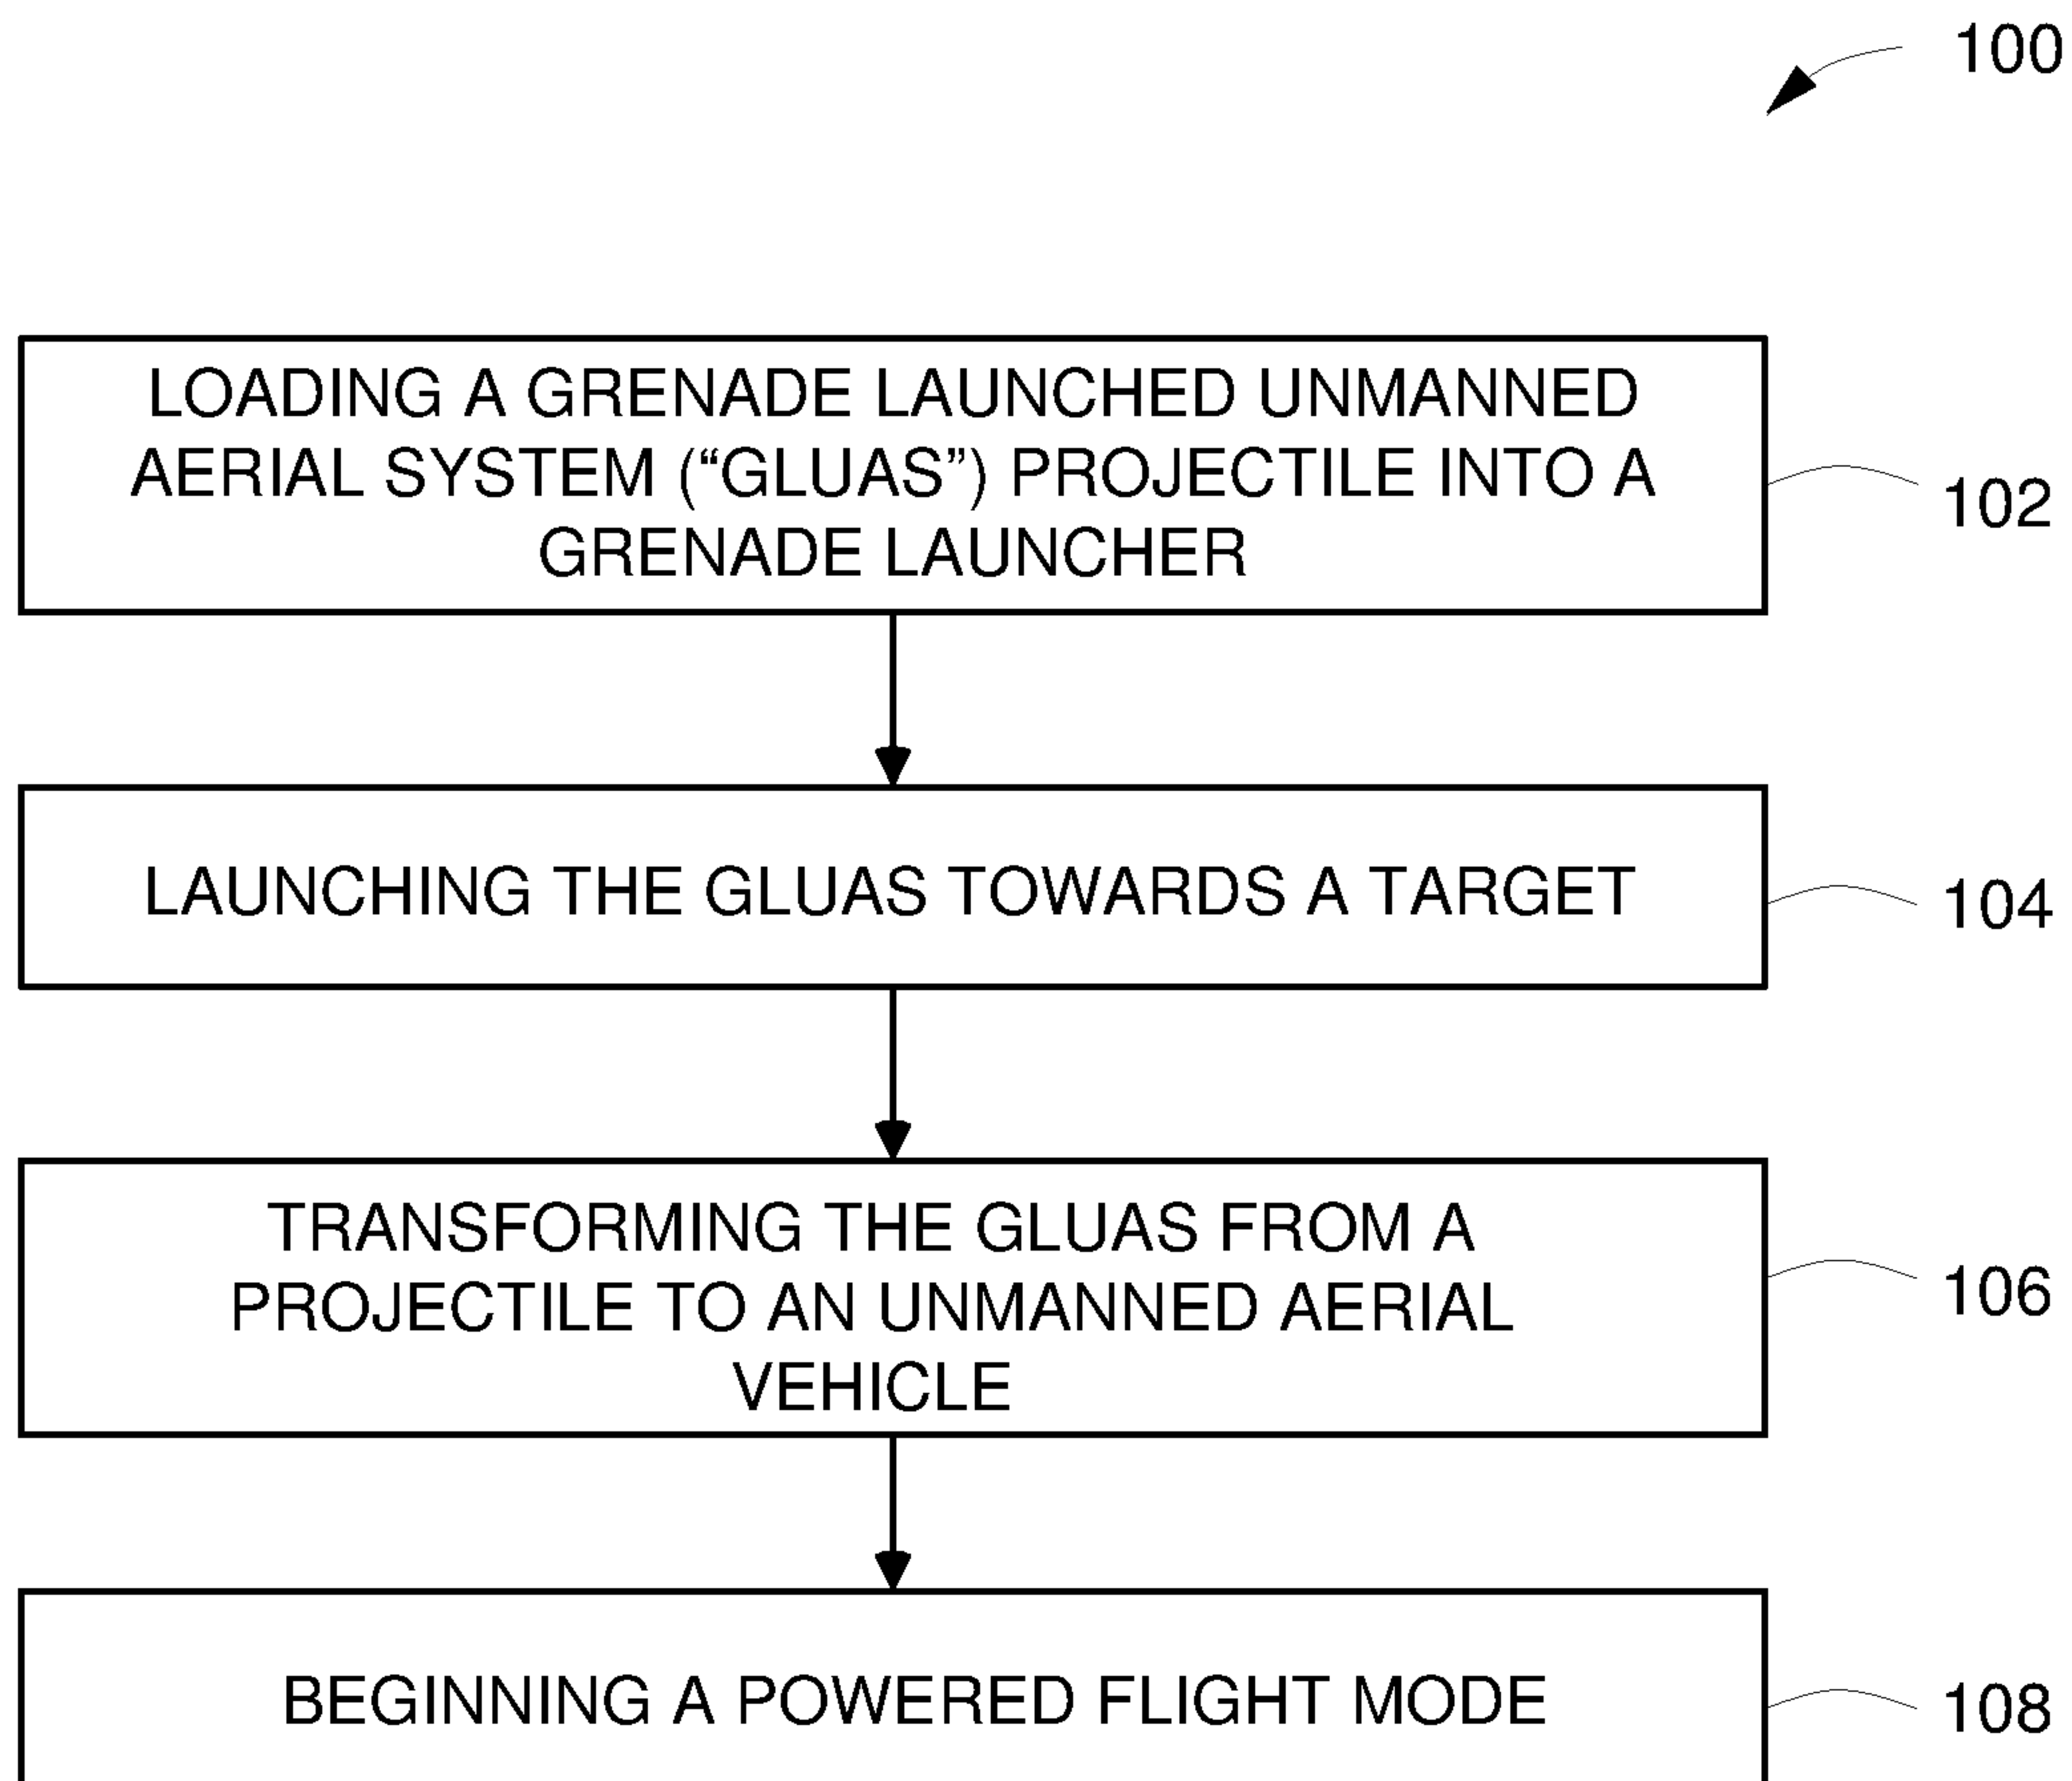 100
LOADING A GRENADE LAUNCHED UNMANNED
AERIAL SYSTEM (“GLUAS”) PROJECTILE INTO A
GRENADE LAUNCHER
102
LAUNCHING THE GLUAS TOWARDS A TARGET
104
TRANSFORMING THE GLUAS FROM A
PROJECTILE TO AN UNMANNED AERIAL
VEHICLE
106
BEGINNING A POWERED FLIGHT MODE
108